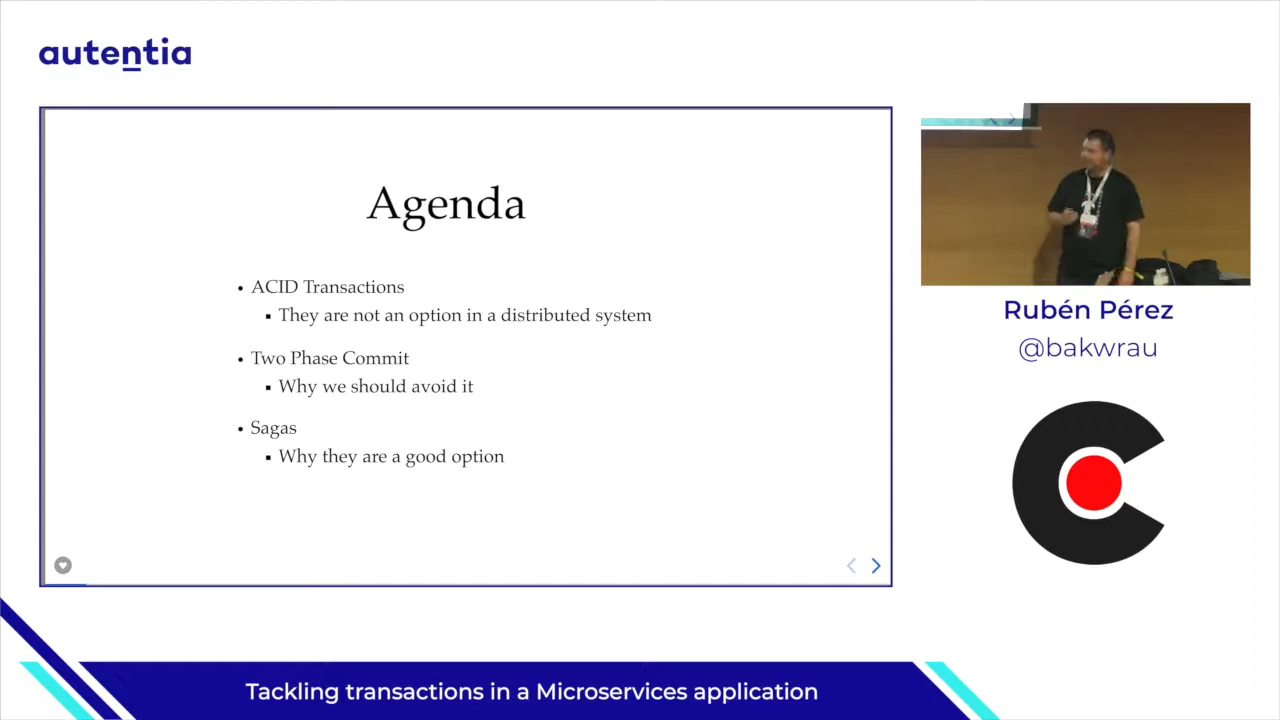 autentia
Agenda
• ACID Transactions
▪ They are not an option in a distributed system
• Two Phase Commit
▪ Why we should avoid it
• Sagas
▪ Why they are a good option
Rubén Pérez
@bakwrau
Tackling transactions in a Microservices application